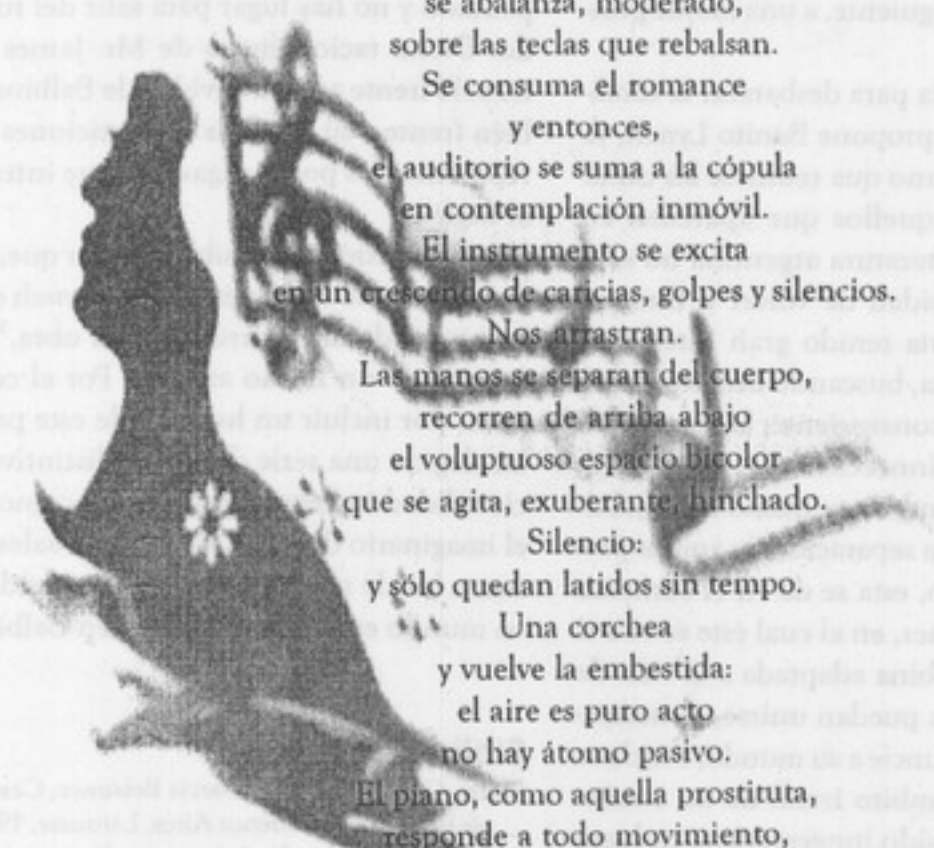 se abalanza, moderado,
sobre las teclas que rebalsan.
Se consuma el romance
y entonces,
el auditorio se suma a la cópula
en contemplación inmóvil.
El instrumento se excita
en un crescendo de caricias, golpes y silencios.
Nos arrastran.
Las manos se separan del cuerpo,
recorren de arriba abajo
el voluptuoso espacio bicolor
que se agita, exuberante, hinchado.
Silencio:
y sólo quedan latidos sin tempo.
Una corchea
y vuelve la embestida:
el aire es puro acto
no hay átomo pasivo.
El piano, como aquella prostituta,
responde a todo movimiento,